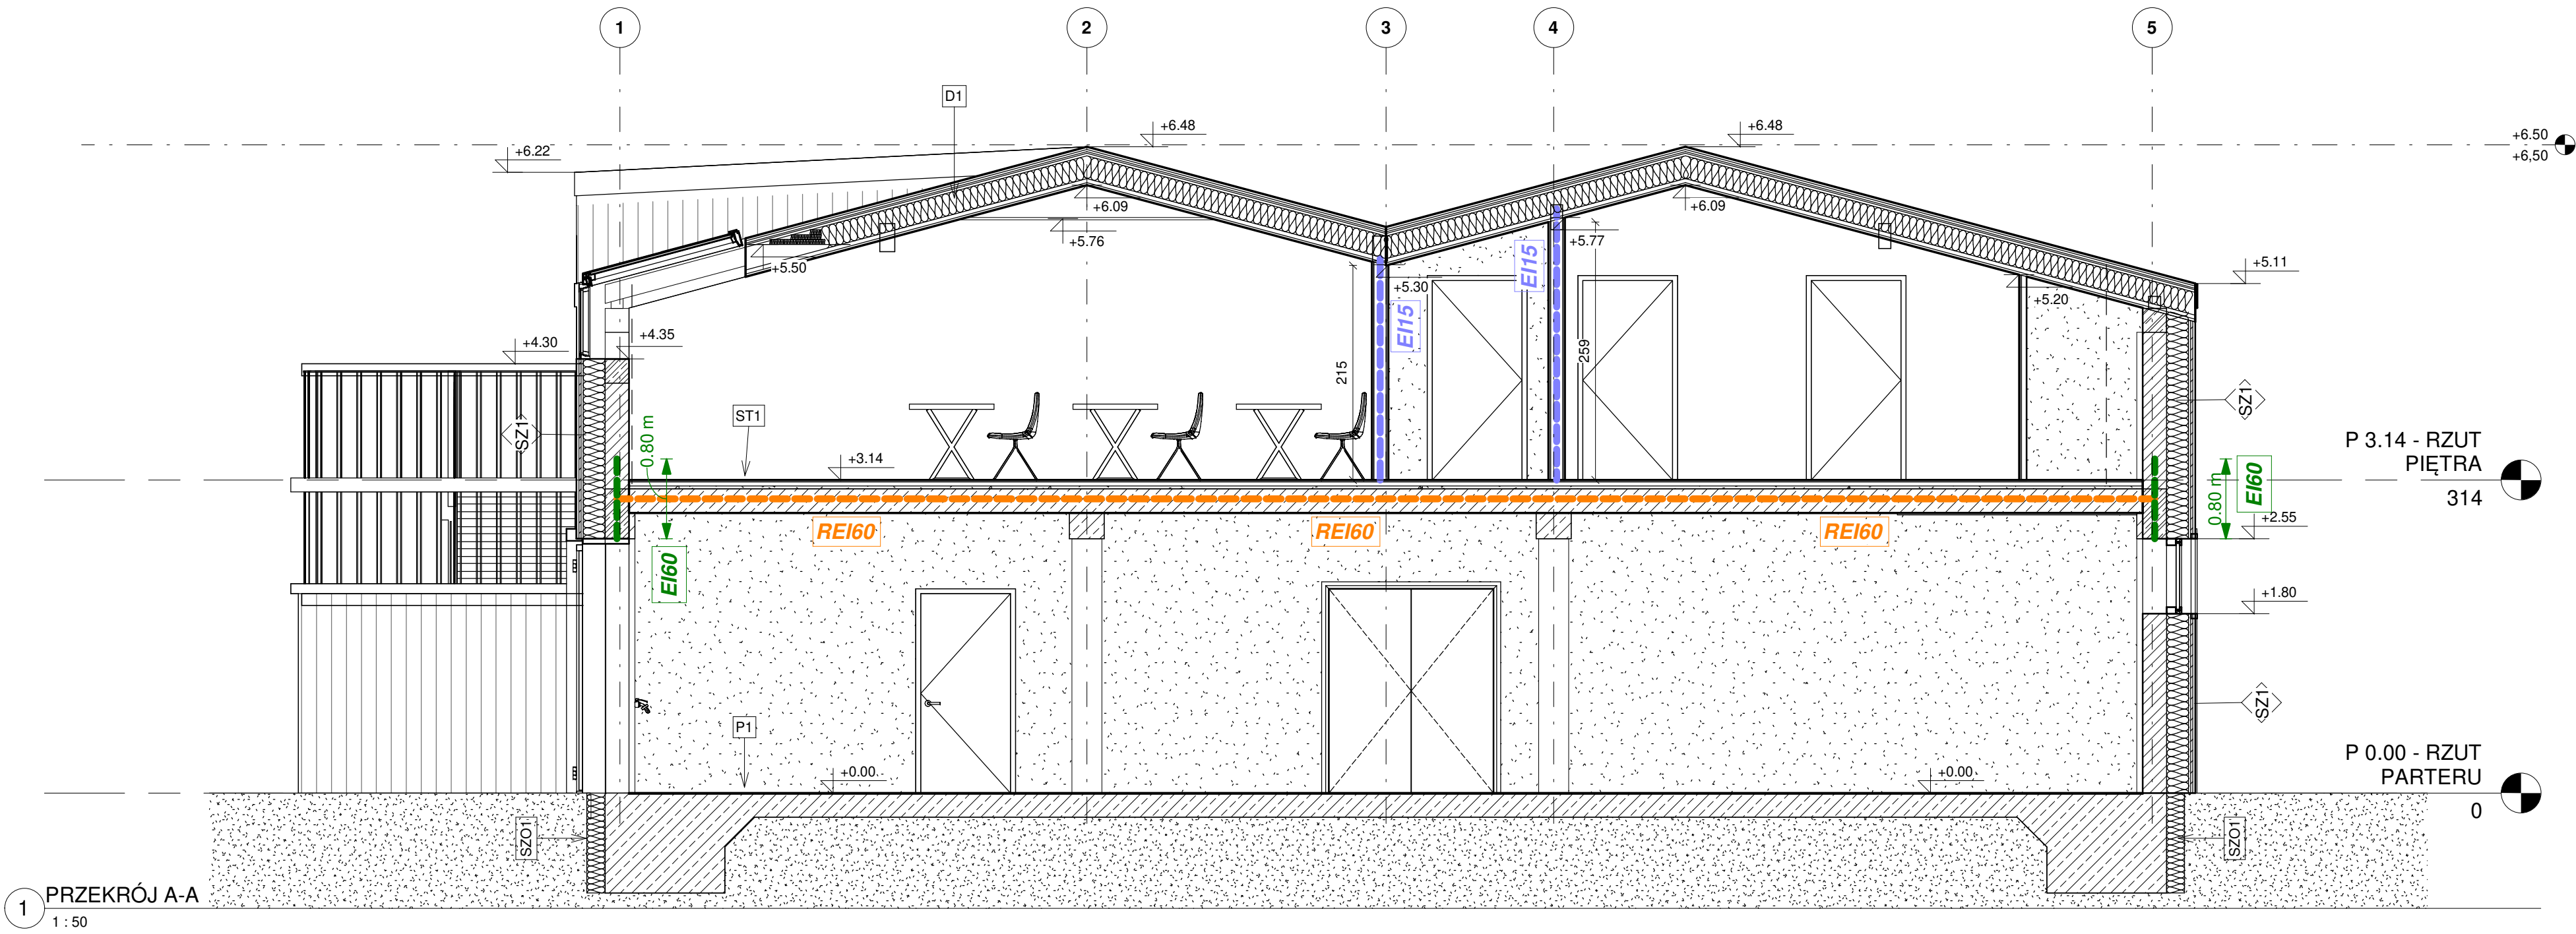 1
2
3
4
5
D1
+6.48
+6.48
+6.50
+6,50
+6.22
+6.09
+6.09
+5.76
+5.77
+5.50
EI15
+5.11
+5.30
+5.20
EI15
+4.35
+4.30
259
215
ST1
SZ1
SZ1
0.80 m
+3.14
P 3.14 - RZUT
PIĘTRA
314
0.80 m
EI60
REI60
REI60
REI60
+2.55
EI60
+1.80
SZ1
P1
P 0.00 - RZUT
PARTERU
0
+0.00
+0.00
SZO1
SZO1
1
PRZEKRÓJ A-A
1 : 50